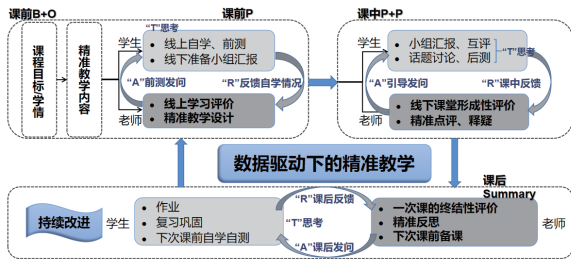 课前B+O
课前P
课中P+P
课程目标\学情
精准教学内容
学生
“T”思考
• 线上自学、前测
• 线下准备小组汇报
“A”前测发问
“R”反馈自学情况
• 线上学习评价
• 精准教学设计
老师
学生
• 小组汇报、互评
• 话题讨论、后测
“T”思考
“A”引导发问
“R”课中反馈
• 线下课堂形成性评价
• 精准点评、释疑
老师
数据驱动下的精准教学
课后
Summary
持续改进
学生
• 作业
• 复习巩固
• 下次课前自学自测
“R”课后反馈
“T”思考
“A”课后发问
• 一次课的终结性评价
• 精准反思
• 下次课前备课
老师